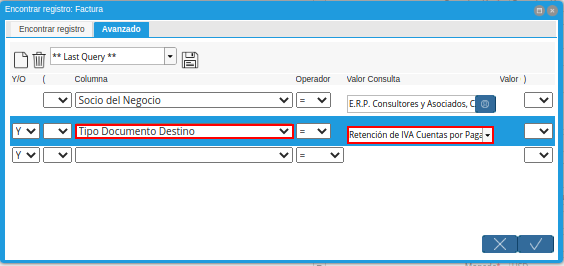 Encontrar registro: Factura
Encontrar registro Avanzado
** Last Query **
Y/O ( Columna Operador Valor Consulta Valor )
Socio del Negocio = E.R.P. Consultores y Asociados, C
Y Tipo Documento Destino = Retención de IVA Cuentas por Paga
Y =